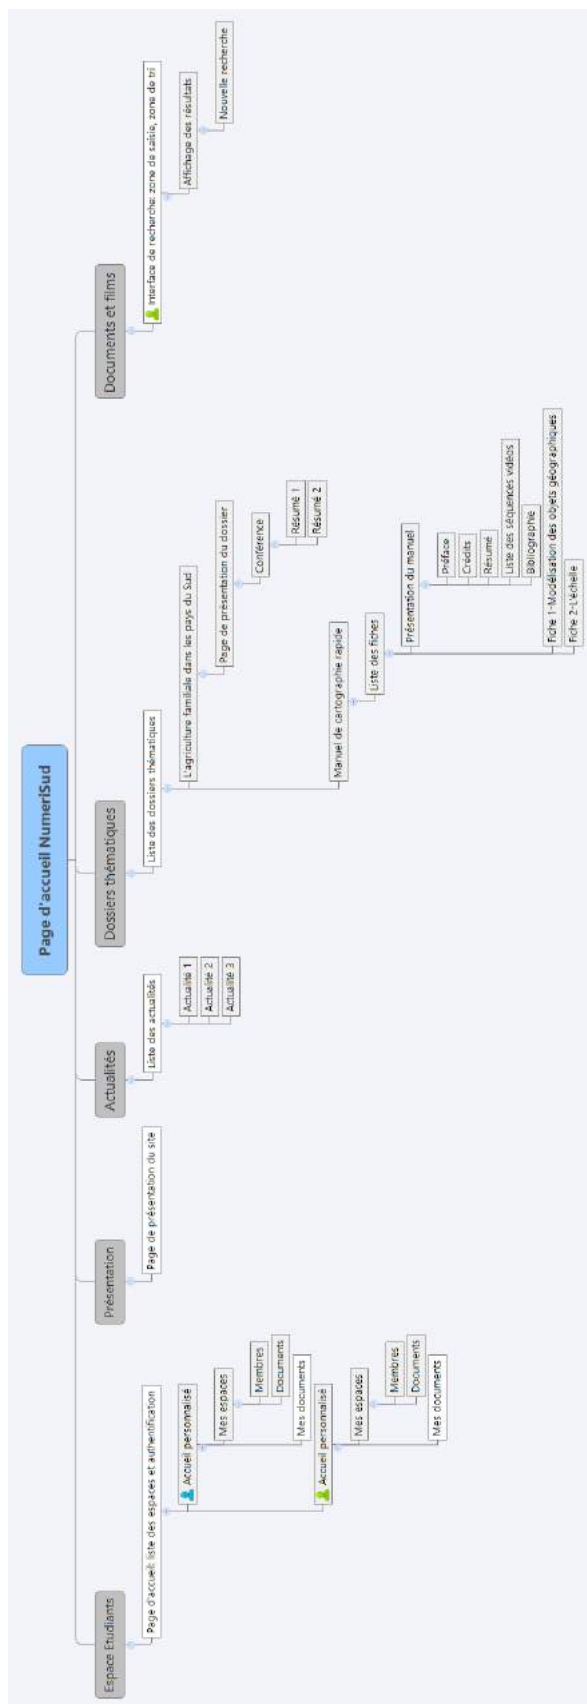 Page d'accueil NumeriSud
Espace Etudiants
Page d'accueil: liste des espaces et authentification
Accueil personnalisé
Mes espaces
Membres
Documents
Mes documents
Accueil personnalisé
Mes espaces
Membres
Documents
Mes documents
Présentation
Page de présentation du site
Actualités
Liste des actualités
Actualité 1
Actualité 2
Actualité 3
Dossiers thématiques
Liste des dossiers thématiques
L'agriculture familiale dans les pays du Sud
Page de présentation du dossier
Conférence
Résumé 1
Résumé 2
Manuel de cartographie rapide
Liste des fiches
Présentation du manuel
Préface
Crédits
Résumé
Liste des séquences vidéos
Bibliographie
Fiche 1-Modélisation des objets géographiques
Fiche 2-L'échelle
Documents et films
Interface de recherche: zone de saisie, zone de tri
Affichage des résultats
Nouvelle recherche